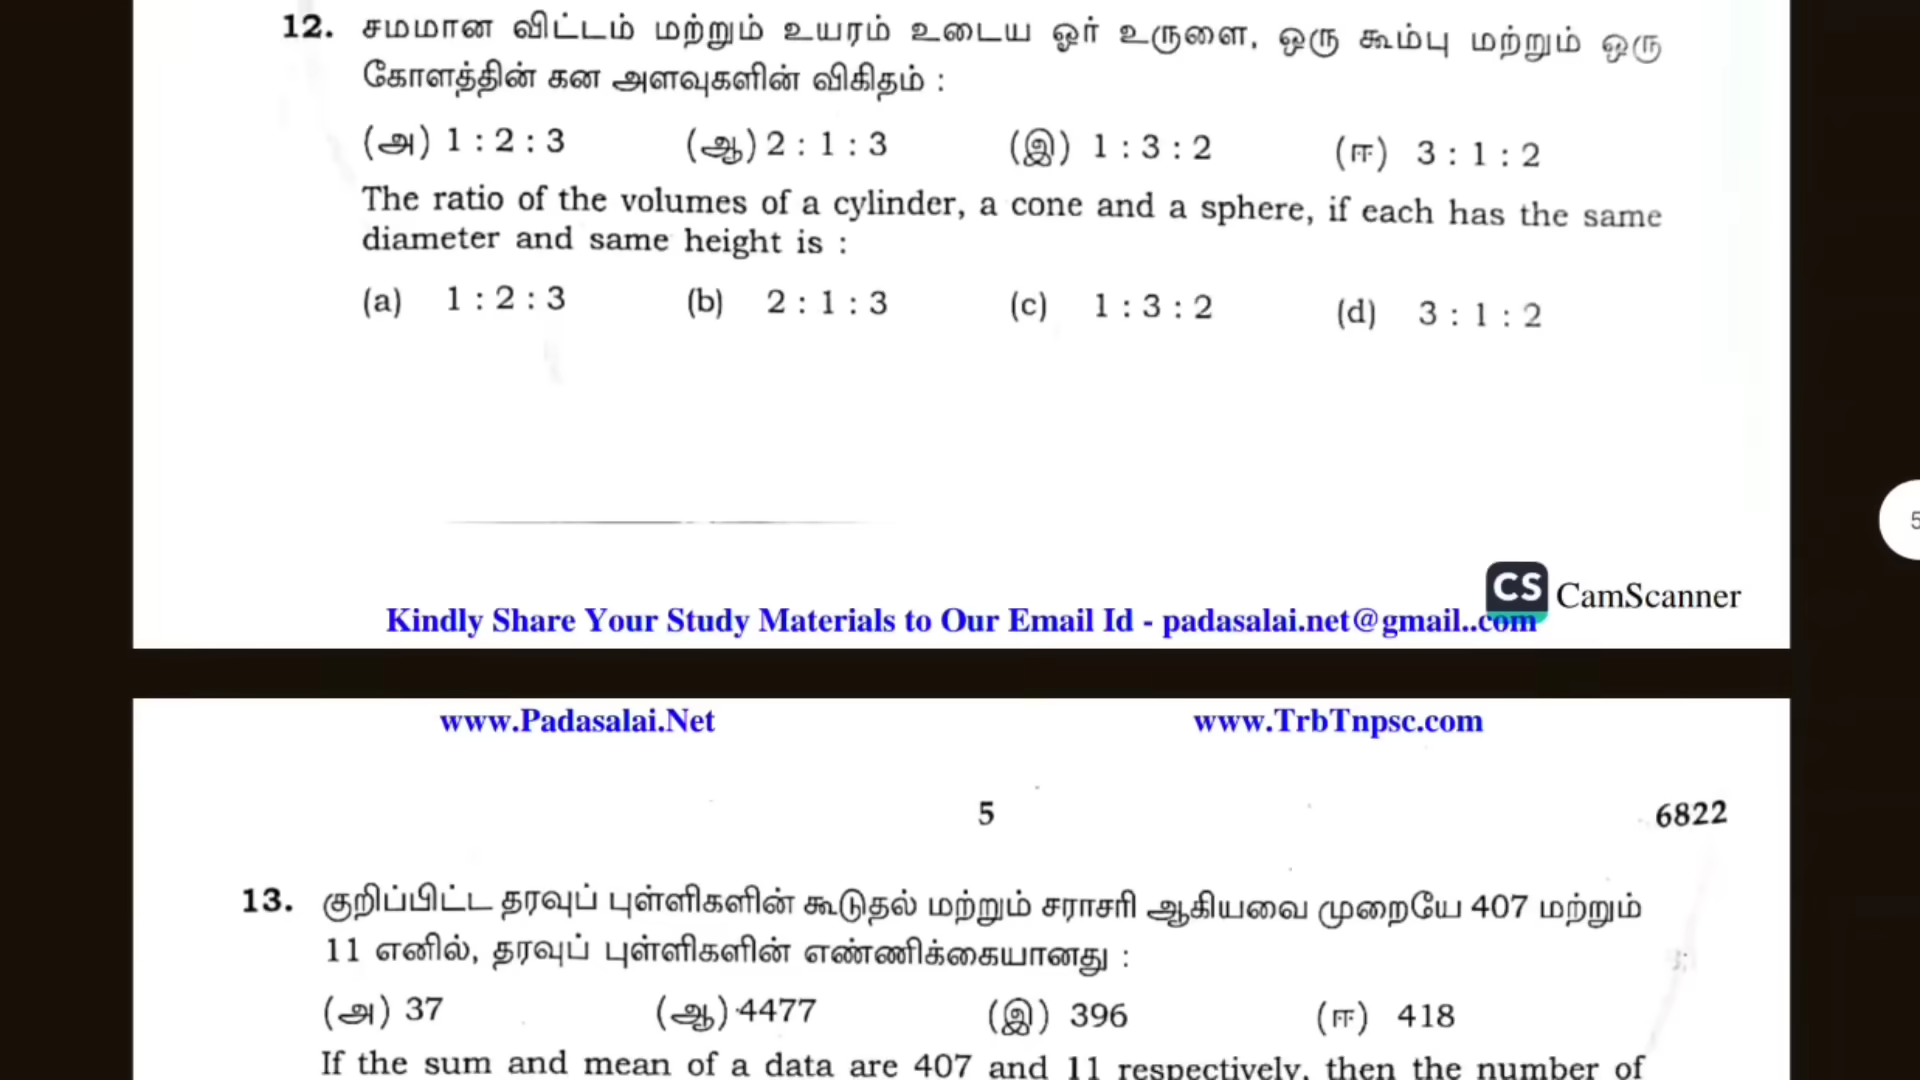 12. சமமான விட்டம் மற்றும் உயரம் உடைய ஓர் உருளை, ஒரு கூம்பு மற்றும் ஒரு
கோளத்தின் கன அளவுகளின் விகிதம் :
(அ) 1 : 2 : 3 (ஆ) 2 : 1 : 3 (இ) 1 : 3 : 2 (ஈ) 3 : 1 : 2
The ratio of the volumes of a cylinder, a cone and a sphere, if each has the same
diameter and same height is :
(a) 1 : 2 : 3 (b) 2 : 1 : 3 (c) 1 : 3 : 2 (d) 3 : 1 : 2
5
CS CamScanner
Kindly Share Your Study Materials to Our Email Id - padasalai.net@gmail..com
www.Padasalai.Net www.TrbTnpsc.com
5 6822
13. குறிப்பிட்ட தரவுப் புள்ளிகளின் கூடுதல் மற்றும் சராசரி ஆகியவை முறையே 407 மற்றும்
11 எனில், தரவுப் புள்ளிகளின் எண்ணிக்கையானது :
(அ) 37 (ஆ) 4477 (இ) 396 (ஈ) 418
If the sum and mean of a data are 407 and 11 respectively, then the number of